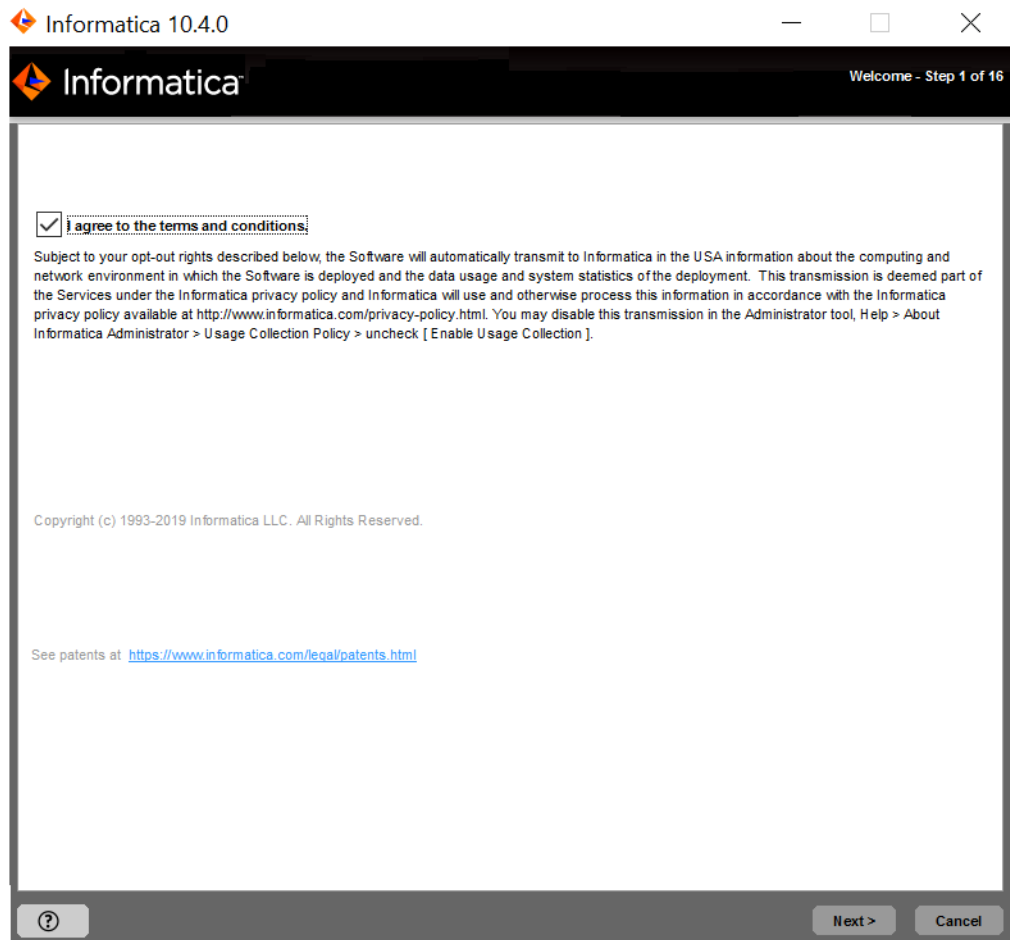 Informatica 10.4.0
Informatica
Welcome - Step 1 of 16
I agree to the terms and conditions.
Subject to your opt-out rights described below, the Software will automatically transmit to Informatica in the USA information about the computing and
network environment in which the Software is deployed and the data usage and system statistics of the deployment. This transmission is deemed part of
the Services under the Informatica privacy policy and Informatica will use and otherwise process this information in accordance with the Informatica
privacy policy available at http://www.informatica.com/privacy-policy.html. You may disable this transmission in the Administrator tool, Help > About
Informatica Administrator > Usage Collection Policy > uncheck [ Enable Usage Collection ].
Copyright (c) 1993-2019 Informatica LLC. All Rights Reserved.
See patents at https://www.informatica.com/legal/patents.html
?
Next >
Cancel